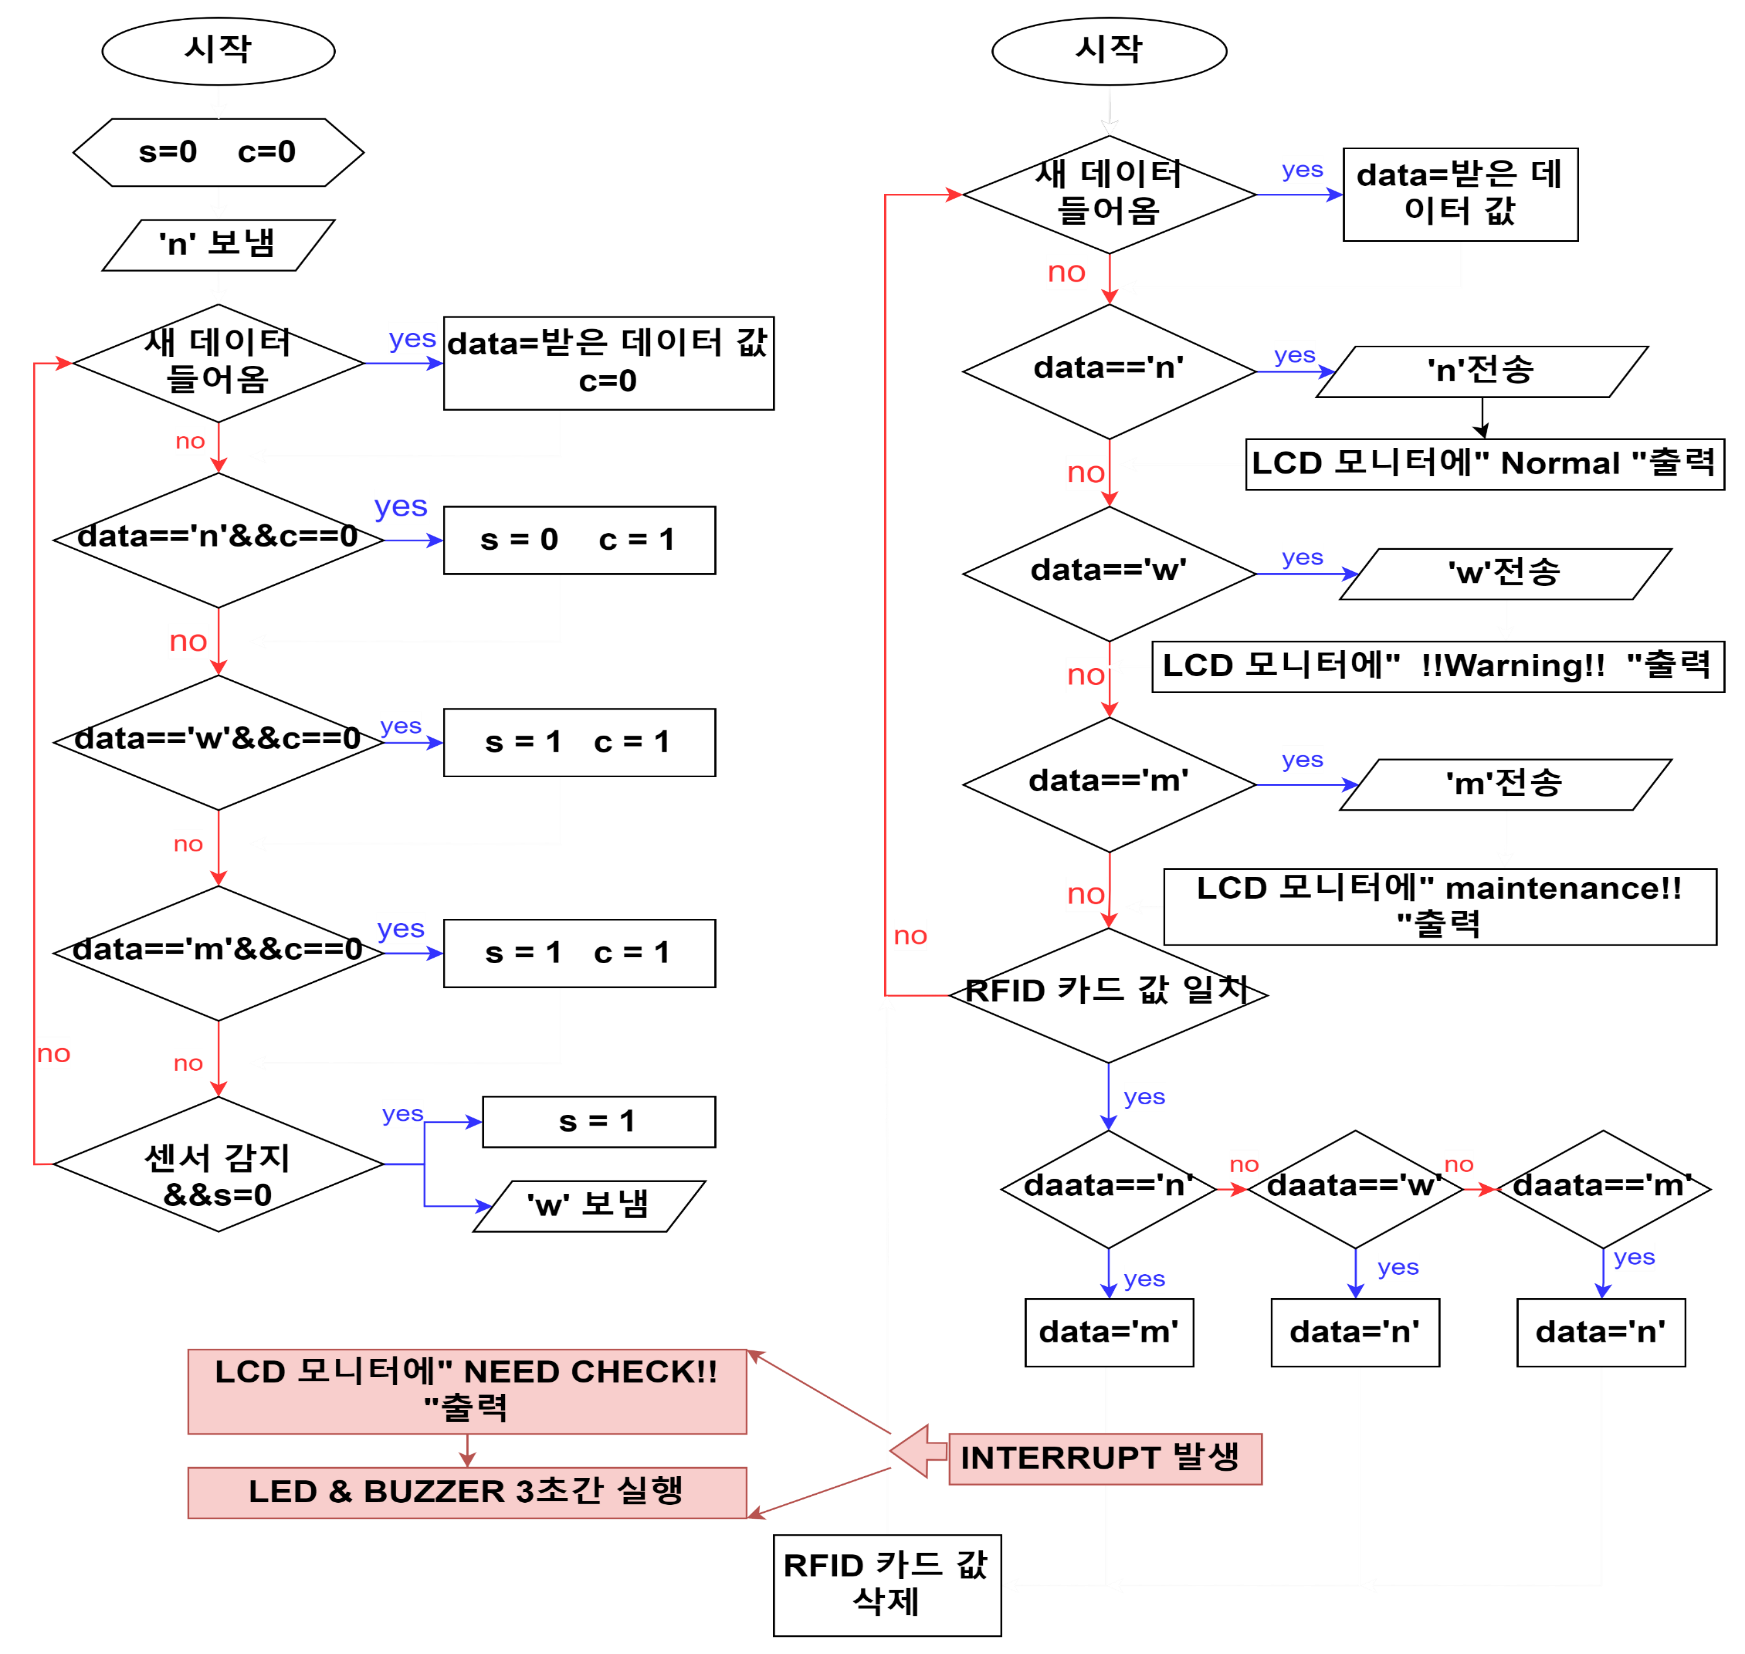 시작
s=0 c=0
'n' 보냄
새 데이터
들어옴
yes
data=받은 데이터 값
c=0
no
data=='n'&&c==0
yes
s = 0 c = 1
no
data=='w'&&c==0
yes
s = 1 c = 1
no
data=='m'&&c==0
yes
s = 1 c = 1
no
no
센서 감지
&&s=0
yes
s = 1
'w' 보냄
시작
새 데이터
들어옴
yes
data=받은 데
이터 값
no
data=='n'
yes
'n'전송
LCD 모니터에" Normal "출력
no
data=='w'
yes
'w'전송
LCD 모니터에" !!Warning!! "출력
no
data=='m'
yes
'm'전송
LCD 모니터에" maintenance!!
"출력
no
no
RFID 카드 값 일치
yes
daata=='n'
no
daata=='w'
no
daata=='m'
yes
yes
yes
data='m'
data='n'
data='n'
LCD 모니터에" NEED CHECK!!
"출력
LED & BUZZER 3초간 실행
INTERRUPT 발생
RFID 카드 값
삭제